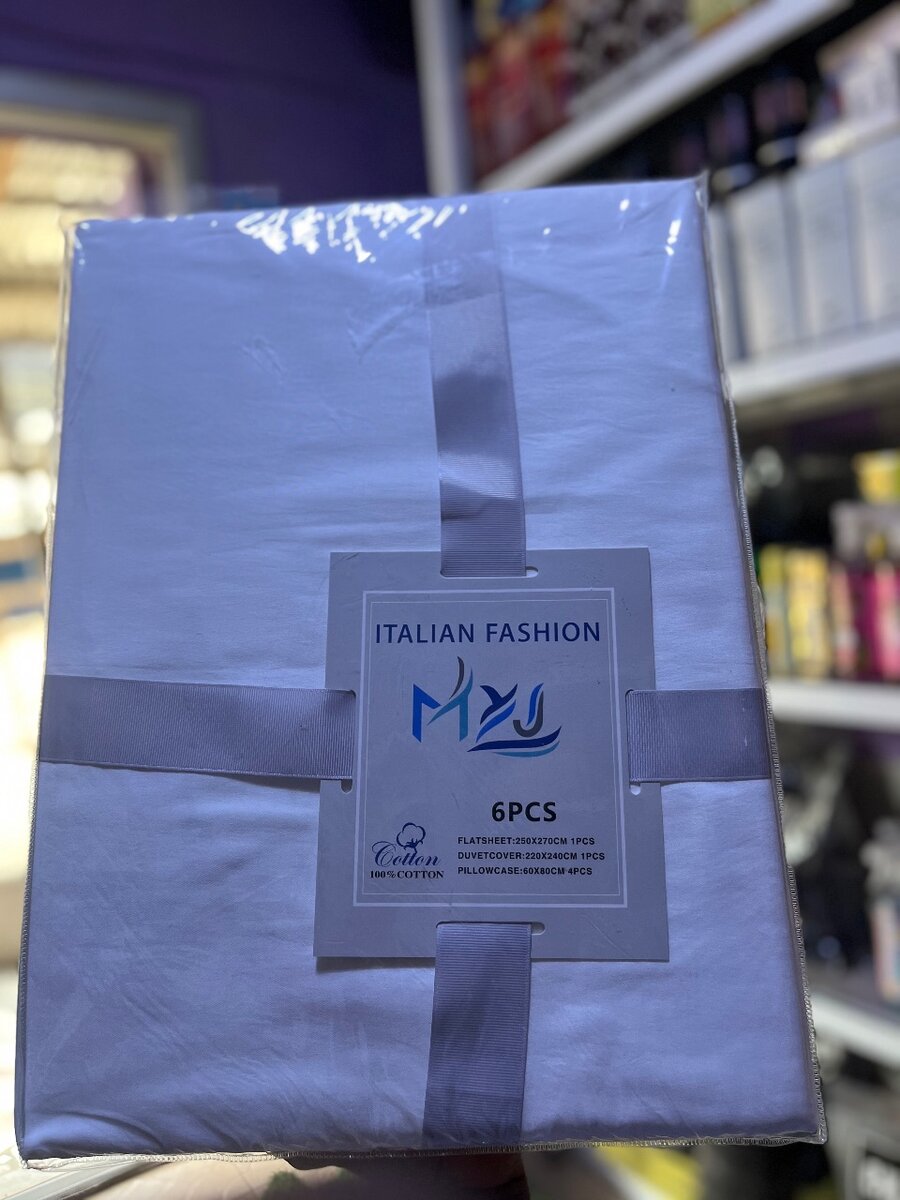 ITALIAN FASHION
MYJ
6PCS
Cotton
100% COTTON
FLATSHEET:250X270CM 1PCS
DUVETCOVER:220X240CM 1PCS
PILLOWCASE:60X80CM 4PCS